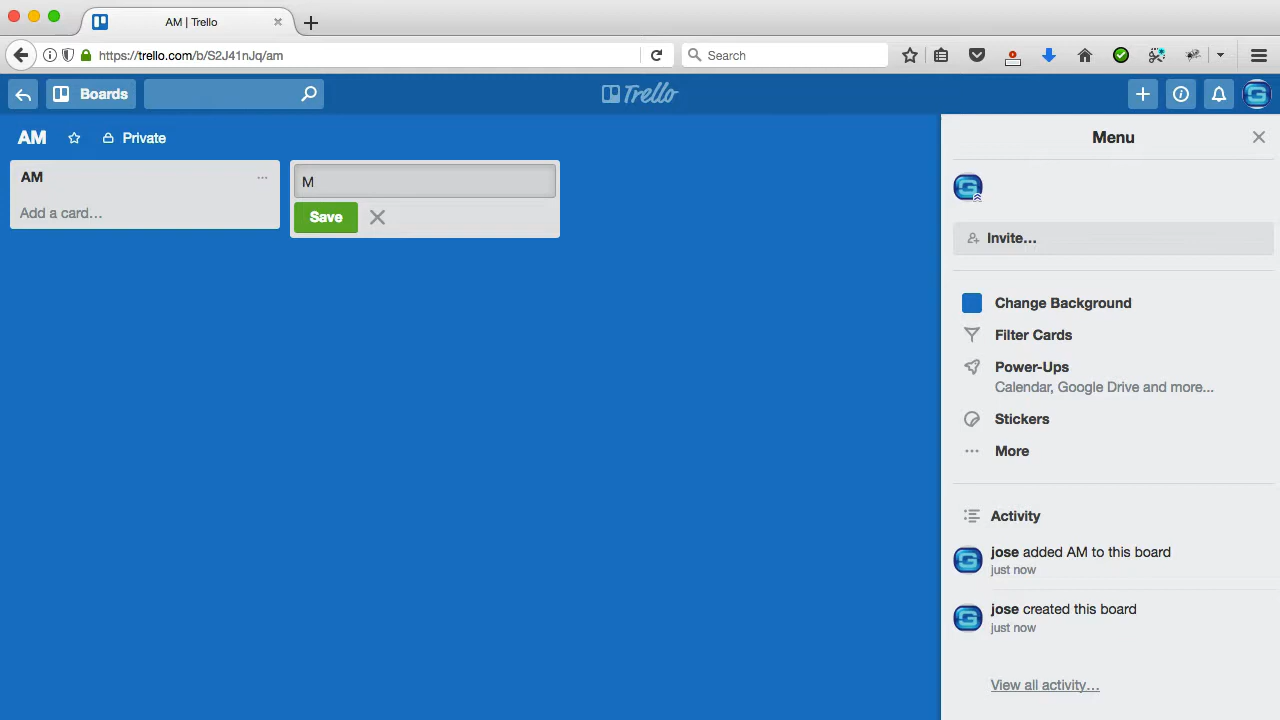 AM | Trello
https://trello.com/b/S2J41nJq/am
Search
Boards
Trello
AM
Private
Menu
AM
M
Add a card…
Save
Invite…
Change Background
Filter Cards
Power-Ups
Calendar, Google Drive and more...
Stickers
More
Activity
jose added AM to this board
just now
jose created this board
just now
View all activity…